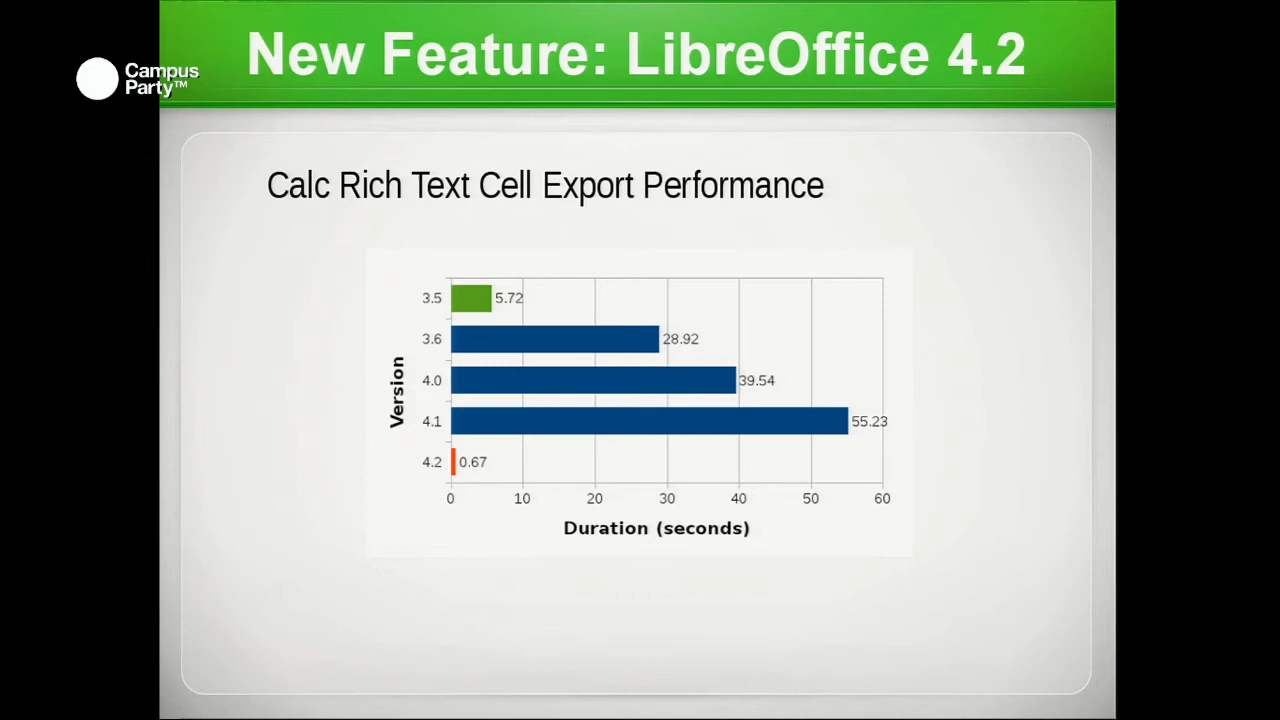 New Feature: LibreOffice 4.2
Campus
Party™
Calc Rich Text Cell Export Performance
3.5 5.72
3.6 28.92
4.0 39.54
4.1 55.23
4.2 0.67
Version
0 10 20 30 40 50 60
Duration (seconds)